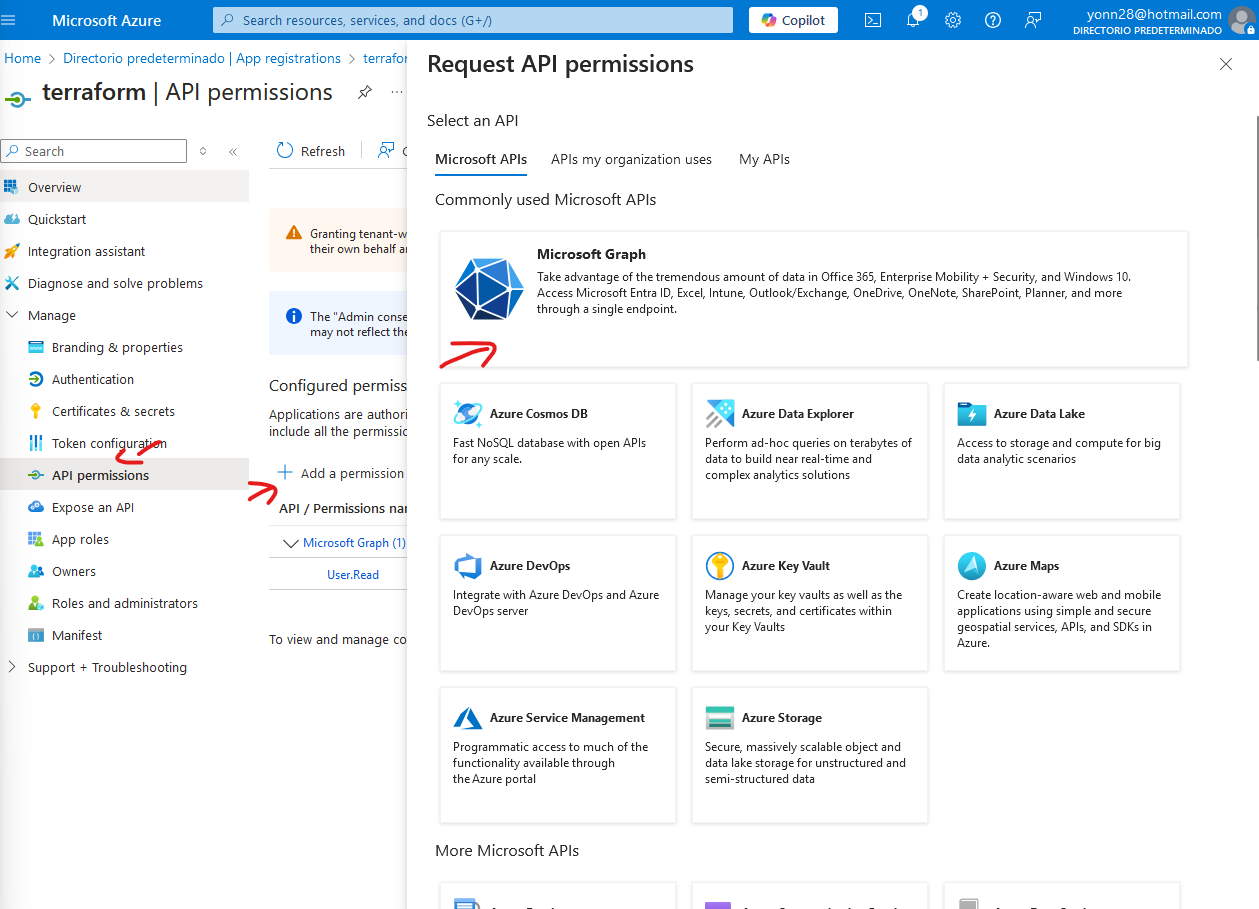 Microsoft Azure
Search resources, services, and docs (G+/)
Copilot
1
yonn28@hotmail.com
DIRECTORIO PREDETERMINADO
Home > Directorio predeterminado | App registrations >
terraform | API permissions
...
Search
Overview
Quickstart
Integration assistant
Diagnose and solve problems
Manage
Branding & properties
Authentication
Certificates & secrets
Token configuration
API permissions
Expose an API
App roles
Owners
Roles and administrators
Manifest
Support + Troubleshooting
Refresh
Granting tenant-w
their own behalf
The "Admin conse
may not reflect the
Configured permiss
Applications are authori
include all the permissio
Add a permission
API / Permissions
Microsoft Graph (1)
User.Read
To view and manage co
Request API permissions
Select an API
Microsoft APIs
APIs my organization uses
My APIs
Commonly used Microsoft APIs
Microsoft Graph
Take advantage of the tremendous amount of data in Office 365, Enterprise Mobility + Security, and Windows 10.
Access Microsoft Entra ID, Excel, Intune, Outlook/Exchange, OneDrive, OneNote, SharePoint, Planner, and more
through a single endpoint.
Azure Cosmos DB
Fast NoSQL database with open APIs
for any scale.
Azure Data Explorer
Perform ad-hoc queries on terabytes of
data to build near real-time and
complex analytics solutions
Azure Data Lake
Access to storage and compute for big
data analytic scenarios
Azure DevOps
Integrate with Azure DevOps and Azure
DevOps server
Azure Key Vault
Manage your key vaults as well as the
keys, secrets, and certificates within
your Key Vaults
Azure Maps
Create location-aware web and mobile
applications using simple and secure
geospatial services, APIs, and SDKs in
Azure.
Azure Service Management
Programmatic access to much of the
functionality available through
the Azure portal
Azure Storage
Secure, massively scalable object and
data lake storage for unstructured and
semi-structured data
More Microsoft APIs